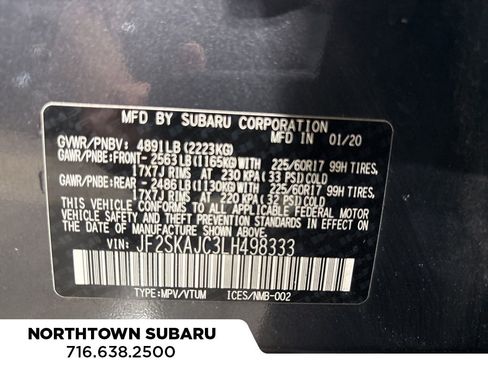 MFD BY SUBARU CORPORATION 01/20
GVWR/PNBV: 4891LB (2223KG)
GAWR/PNBE: FRONT- 2563LB (1165KG) WITH 225/60R17 99H TIRES,
17X7J RIMS AT 230 KPA (33 PSI) COLD
GAWR/PNBE: REAR - 2486LB (1130KG) WITH 225/60R17 99H TIRES,
17X7J RIMS AT 220 KPA (32 PSI) COLD
THIS VEHICLE CONFORMS TO ALL APPLICABLE FEDERAL MOTOR
VEHICLE SAFETY, BUMPER, AND THEFT PREVENTION
STANDARDS IN EFFECT ON
THE DATE OF MANUFACTURE SHOWN ABOVE.
VIN: JF2SKAJC3LH498333
TYPE:MPV/VTUM ICES/NMB-002
NORTHTOWN SUBARU
716.638.2500